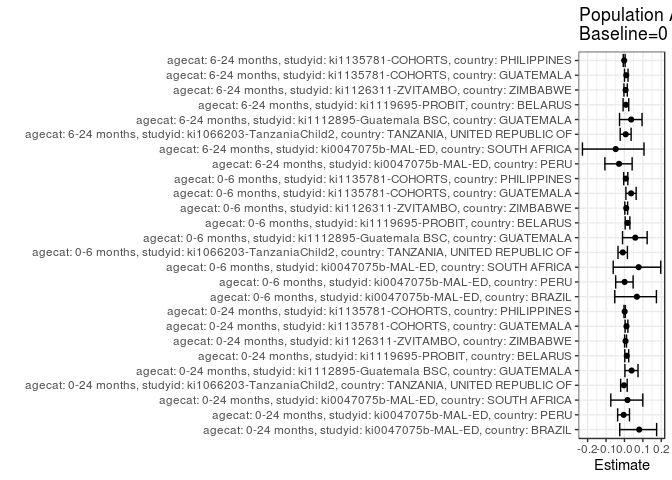 Population A
Baseline=0
agecat: 6-24 months, studyid: ki1135781-COHORTS, country: PHILIPPINES
agecat: 6-24 months, studyid: ki1135781-COHORTS, country: GUATEMALA
agecat: 6-24 months, studyid: ki1126311-ZVITAMBO, country: ZIMBABWE
agecat: 6-24 months, studyid: ki1119695-PROBIT, country: BELARUS
agecat: 6-24 months, studyid: ki1112895-Guatemala BSC, country: GUATEMALA
agecat: 6-24 months, studyid: ki1066203-TanzaniaChild2, country: TANZANIA, UNITED REPUBLIC OF
agecat: 6-24 months, studyid: ki0047075b-MAL-ED, country: SOUTH AFRICA
agecat: 6-24 months, studyid: ki0047075b-MAL-ED, country: PERU
agecat: 0-6 months, studyid: ki1135781-COHORTS, country: PHILIPPINES
agecat: 0-6 months, studyid: ki1135781-COHORTS, country: GUATEMALA
agecat: 0-6 months, studyid: ki1126311-ZVITAMBO, country: ZIMBABWE
agecat: 0-6 months, studyid: ki1119695-PROBIT, country: BELARUS
agecat: 0-6 months, studyid: ki1112895-Guatemala BSC, country: GUATEMALA
agecat: 0-6 months, studyid: ki1066203-TanzaniaChild2, country: TANZANIA, UNITED REPUBLIC OF
agecat: 0-6 months, studyid: ki0047075b-MAL-ED, country: SOUTH AFRICA
agecat: 0-6 months, studyid: ki0047075b-MAL-ED, country: PERU
agecat: 0-6 months, studyid: ki0047075b-MAL-ED, country: BRAZIL
agecat: 0-24 months, studyid: ki1135781-COHORTS, country: PHILIPPINES
agecat: 0-24 months, studyid: ki1135781-COHORTS, country: GUATEMALA
agecat: 0-24 months, studyid: ki1126311-ZVITAMBO, country: ZIMBABWE
agecat: 0-24 months, studyid: ki1119695-PROBIT, country: BELARUS
agecat: 0-24 months, studyid: ki1112895-Guatemala BSC, country: GUATEMALA
agecat: 0-24 months, studyid: ki1066203-TanzaniaChild2, country: TANZANIA, UNITED REPUBLIC OF
agecat: 0-24 months, studyid: ki0047075b-MAL-ED, country: SOUTH AFRICA
agecat: 0-24 months, studyid: ki0047075b-MAL-ED, country: PERU
agecat: 0-24 months, studyid: ki0047075b-MAL-ED, country: BRAZIL
-0.2 -0.1 0.0 0.1 0.2
Estimate